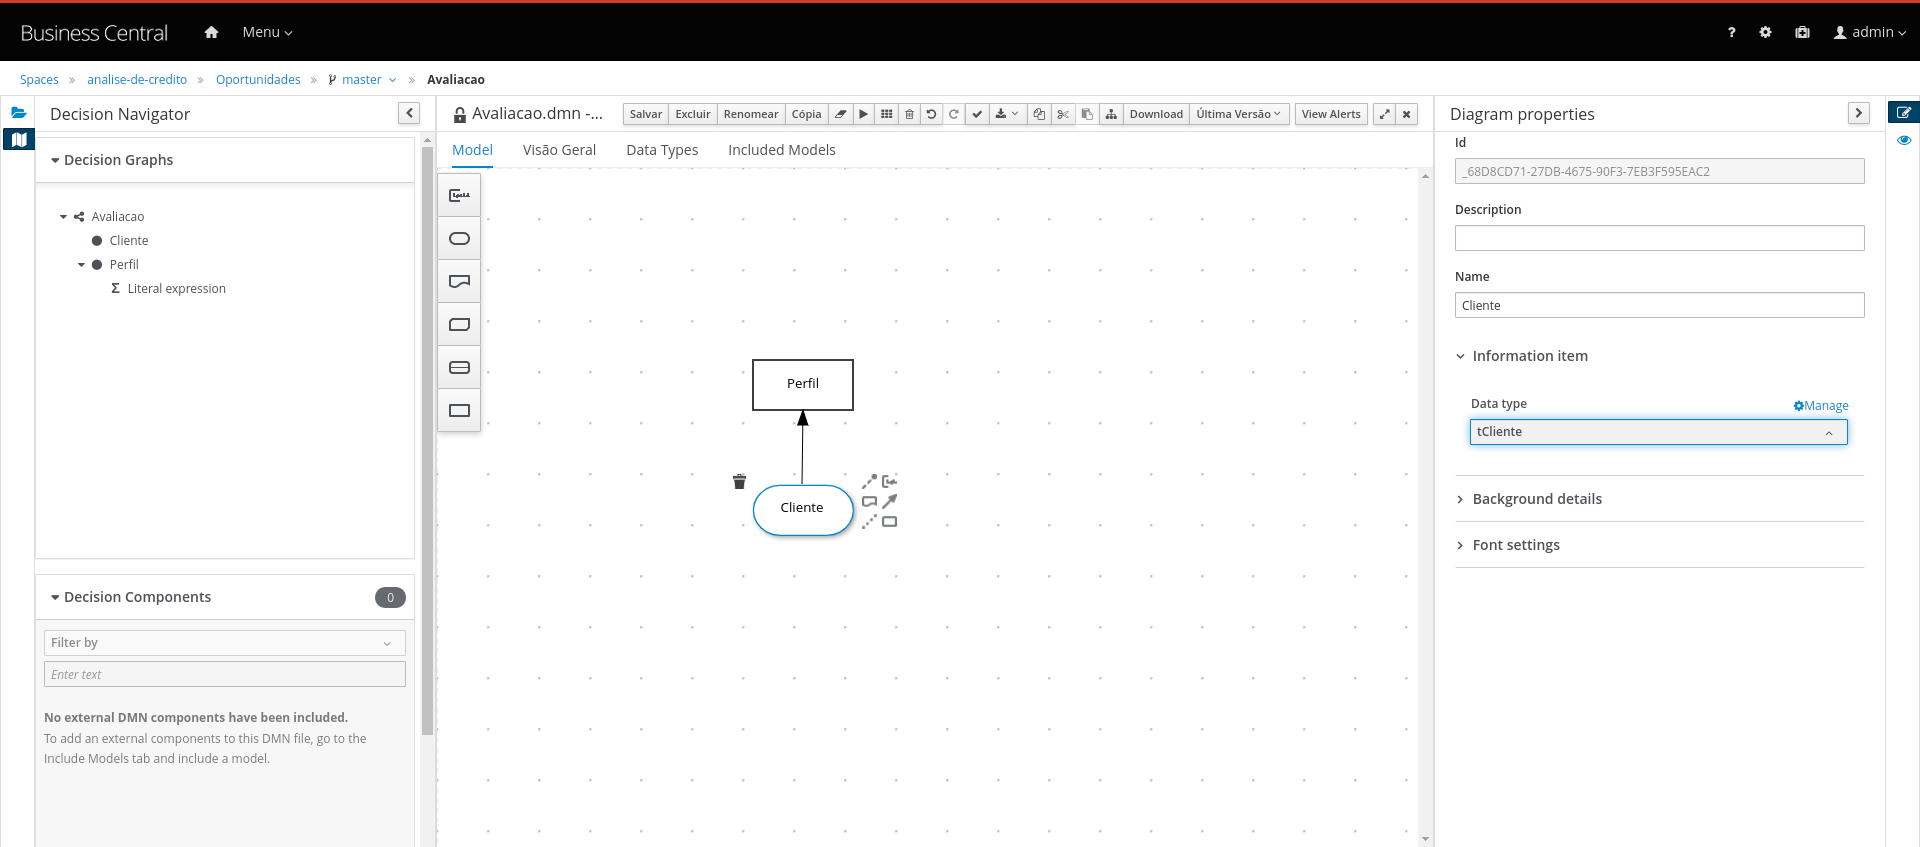 Business Central
Menu
?
admin
Spaces » analise-de-credito » Oportunidades » master » Avaliacao
Decision Navigator
Decision Graphs
Avaliacao
Cliente
Perfil
Literal expression
Decision Components
0
Filter by
Enter text
No external DMN components have been included.
To add an external components to this DMN file, go to the
Include Models tab and include a model.
Avaliacao.dmn -...
Salvar
Excluir
Renomear
Cópia
Download
Última Versão
View Alerts
Model
Visão Geral
Data Types
Included Models
Perfil
Cliente
Diagram properties
Id
_68D8CD71-27DB-4675-90F3-7EB3F595EAC2
Description
Name
Cliente
Information item
Data type
Manage
tCliente
Background details
Font settings